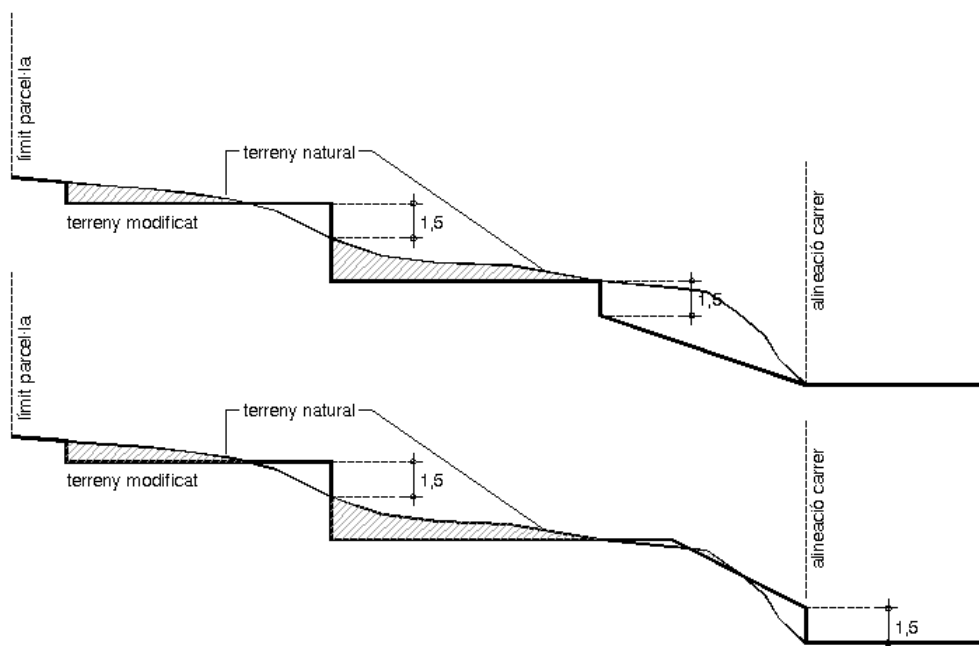 límit parcel·la
terreny natural
terreny modificat
1,5
1,5
alineació carrer
límit parcel·la
terreny natural
terreny modificat
1,5
alineació carrer
1,5